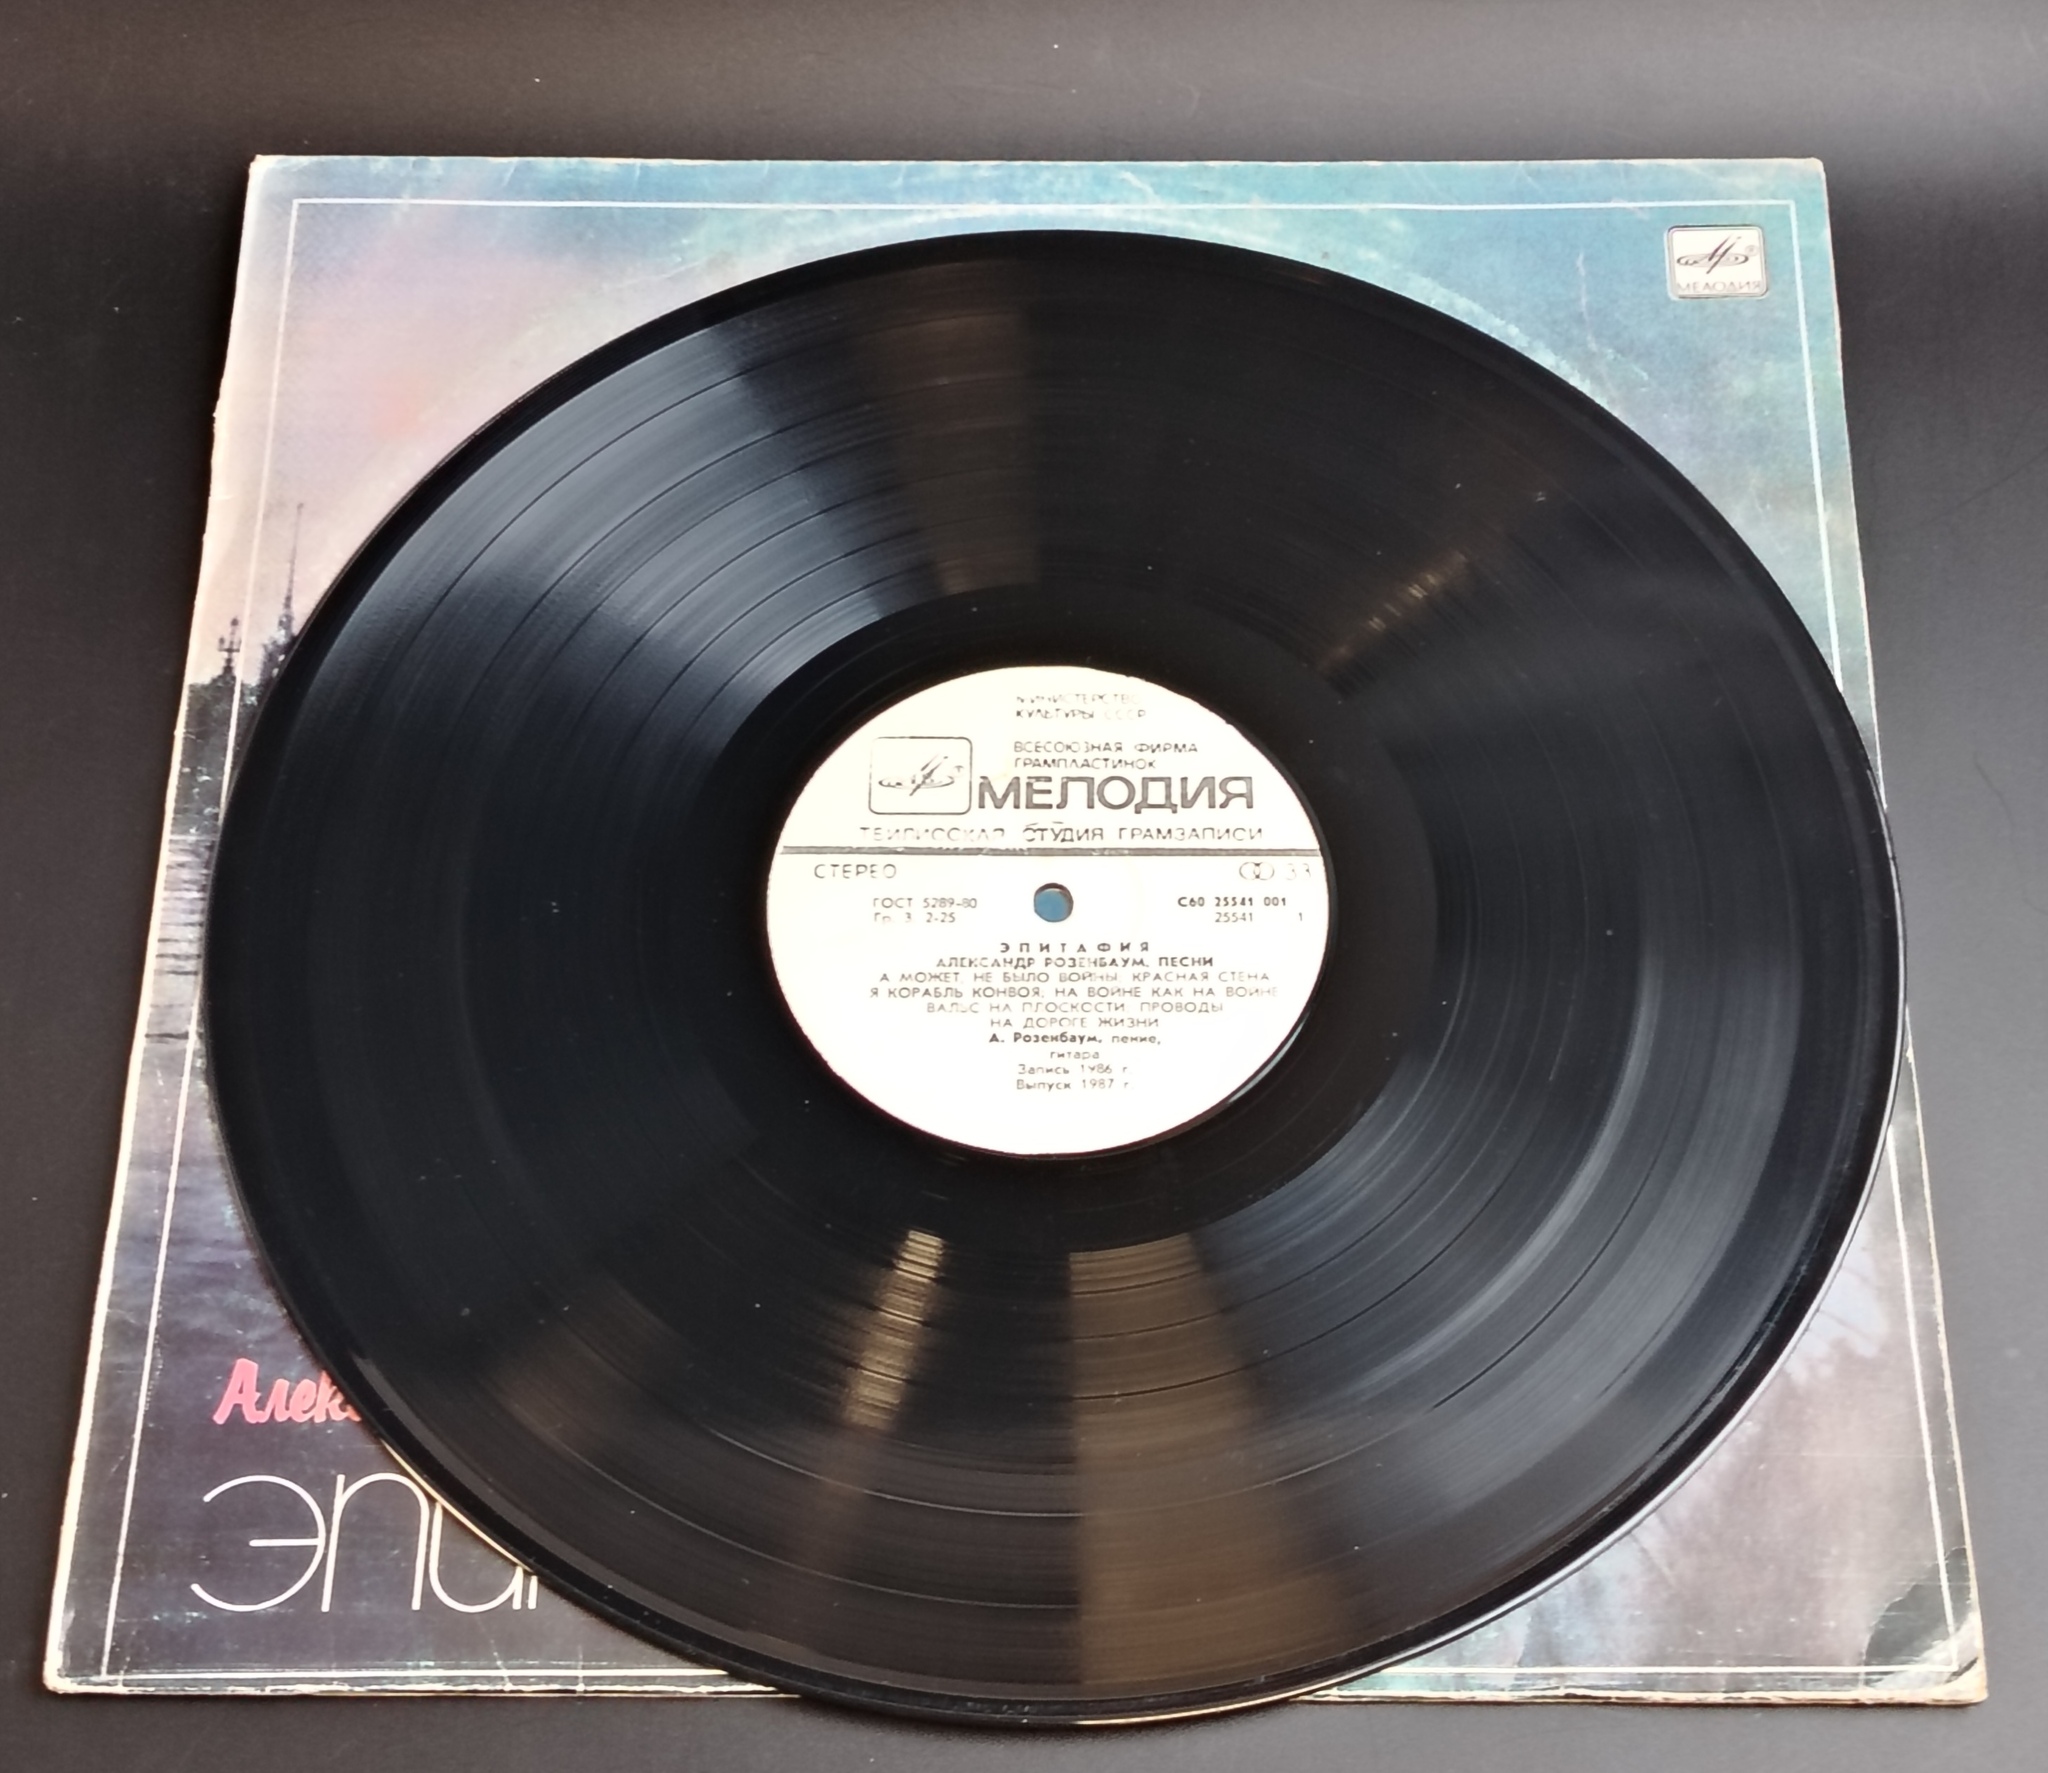 МЕЛОДИЯ
МИНИСТЕРСТВО
КУЛЬТУРЫ СССР
ВСЕСОЮЗНАЯ ФИРМА
ГРАМПЛАСТИНОК
МЕЛОДИЯ
ТБИЛИССКАЯ СТУДИЯ ГРАМЗАПИСИ
СТЕРЕО 33
ГОСТ 5289-80 С60 25541 001
Гр. 3 2-25 25541 1
ЭПИТАФИЯ
АЛЕКСАНДР РОЗЕНБАУМ. ПЕСНИ
А МОЖЕТ, НЕ БЫЛО ВОЙНЫ; КРАСНАЯ СТЕНА
Я КОРАБЛЬ КОНВОЯ, НА ВОЙНЕ КАК НА ВОЙНЕ
ВАЛЬС НА ПЛОСКОСТИ; ПРОВОДЫ
НА ДОРОГЕ ЖИЗНИ
А. Розенбаум, пение,
гитара
Запись 1986 г.
Выпуск 1987 г
Алек
ЭПИ